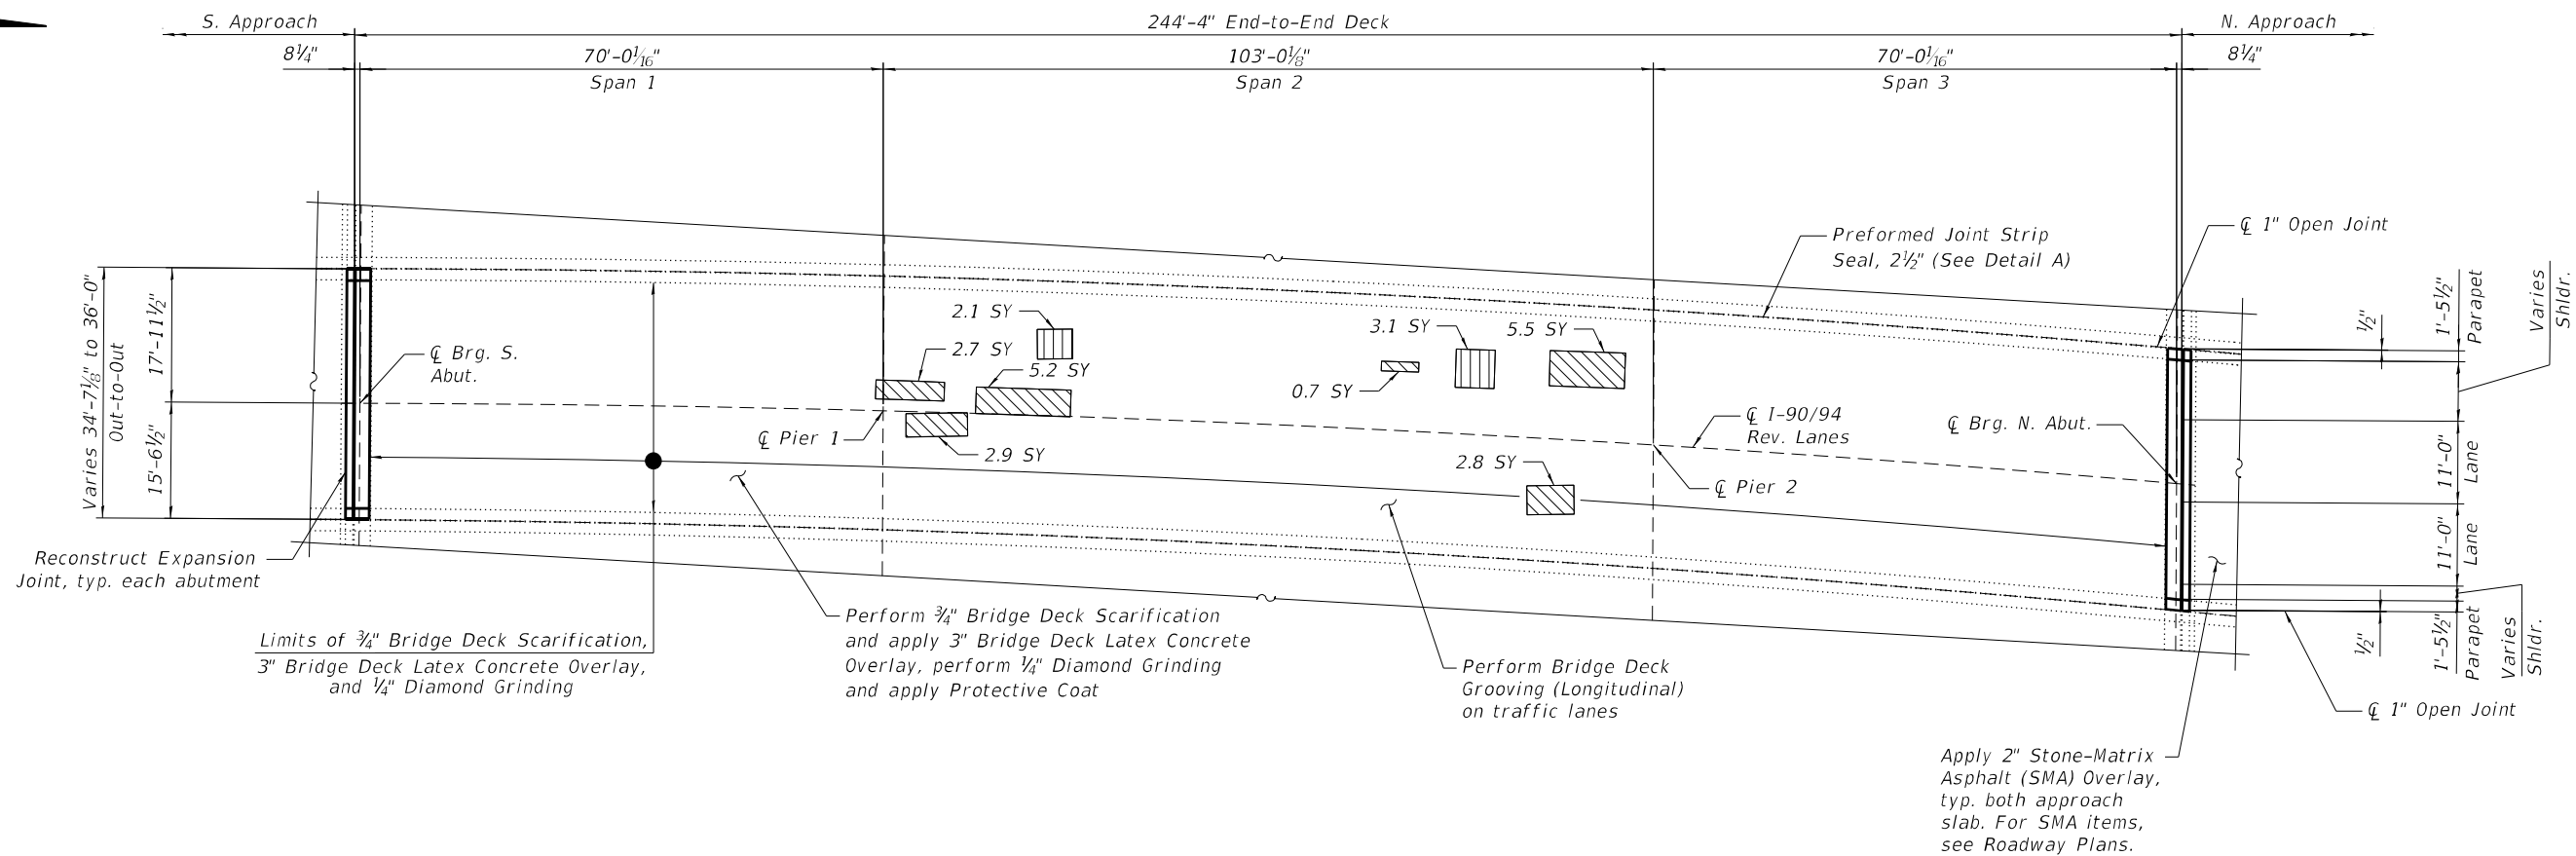 S. Approach
244'-4" End-to-End Deck
N. Approach
8¼"
70'-0 1/16"
103'-0⅛"
70'-0 1/16"
8¼"
Span 1
Span 2
Span 3
℄ 1" Open Joint
Preformed Joint Strip
Seal, 2½" (See Detail A)
Varies 34'-7⅛" to 36'-0"
Out-to-Out
17'-11½"
15'-6½"
℄ Brg. S.
Abut.
2.1 SY
2.7 SY
5.2 SY
2.9 SY
℄ Pier 1
3.1 SY
5.5 SY
0.7 SY
2.8 SY
℄ I-90/94
Rev. Lanes
℄ Pier 2
℄ Brg. N. Abut.
½"
1'-5½"
Parapet
Varies
Shldr.
11'-0"
Lane
11'-0"
Lane
½"
1'-5½"
Parapet
Varies
Shldr.
Reconstruct Expansion
Joint, typ. each abutment
Limits of ¾" Bridge Deck Scarification,
3" Bridge Deck Latex Concrete Overlay,
and ¼" Diamond Grinding
Perform ¾" Bridge Deck Scarification
and apply 3" Bridge Deck Latex Concrete
Overlay, perform ¼" Diamond Grinding
and apply Protective Coat
Perform Bridge Deck
Grooving (Longitudinal)
on traffic lanes
℄ 1" Open Joint
Apply 2" Stone-Matrix
Asphalt (SMA) Overlay,
typ. both approach
slab. For SMA items,
see Roadway Plans.